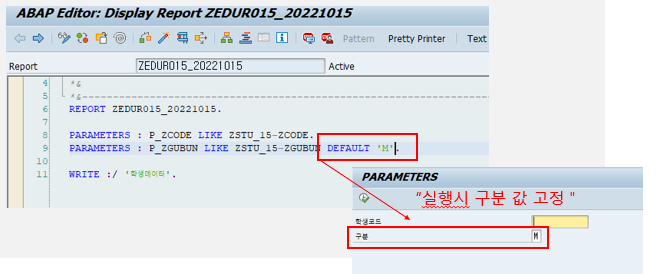 ABAP Editor: Display Report ZEDUR015_20221015
Pattern Pretty Printer Text
Report ZEDUR015_20221015 Active
4 *&
5 *&---------------------------------------------------------------------
6 REPORT ZEDUR015_20221015.
7
8 PARAMETERS : P_ZCODE LIKE ZSTU_15-ZCODE.
9 PARAMETERS : P_ZGUBUN LIKE ZSTU_15-ZGUBUN DEFAULT 'M'.
10
11 WRITE :/ '학생데이터'.
PARAMETERS
“실행시 구분 값 고정 "
학생코드
구분 M